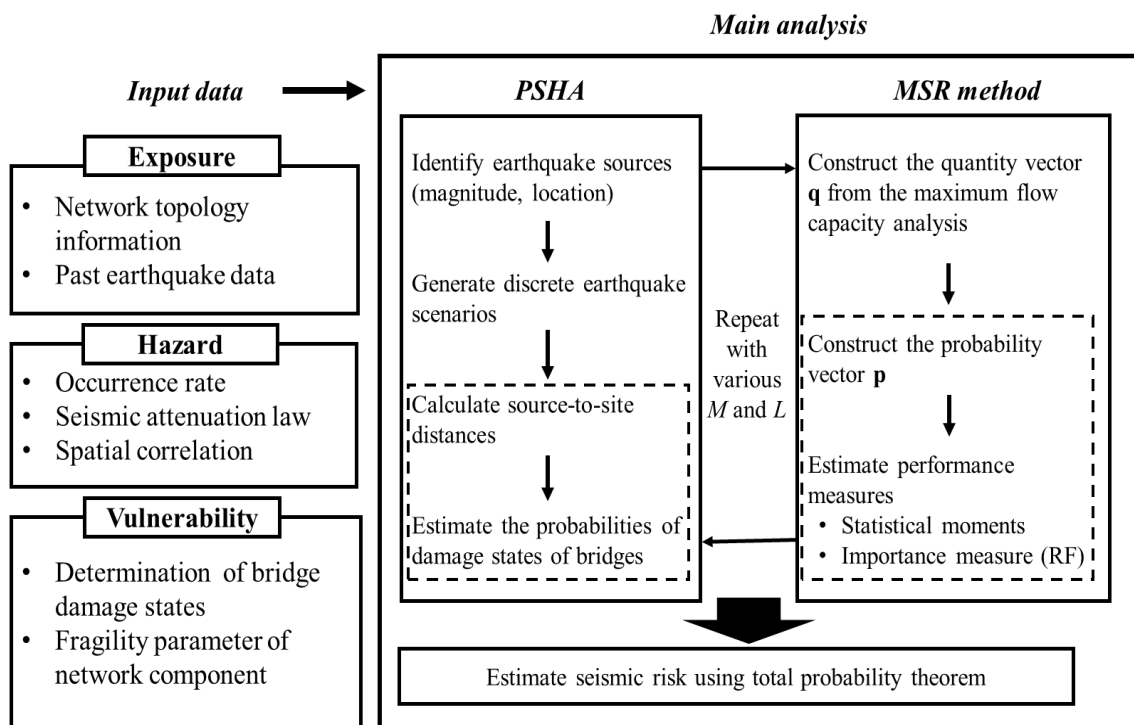 Main analysis
Input data
Exposure
• Network topology
information
• Past earthquake data
Hazard
• Occurrence rate
• Seismic attenuation law
• Spatial correlation
Vulnerability
• Determination of bridge
damage states
• Fragility parameter of
network component
PSHA
Identify earthquake sources
(magnitude, location)
Generate discrete earthquake
scenarios
Calculate source-to-site
distances
Estimate the probabilities of
damage states of bridges
Repeat
with
various
M and L
MSR method
Construct the quantity vector
q from the maximum flow
capacity analysis
Construct the probability
vector p
Estimate performance
measures
• Statistical moments
• Importance measure (RF)
Estimate seismic risk using total probability theorem